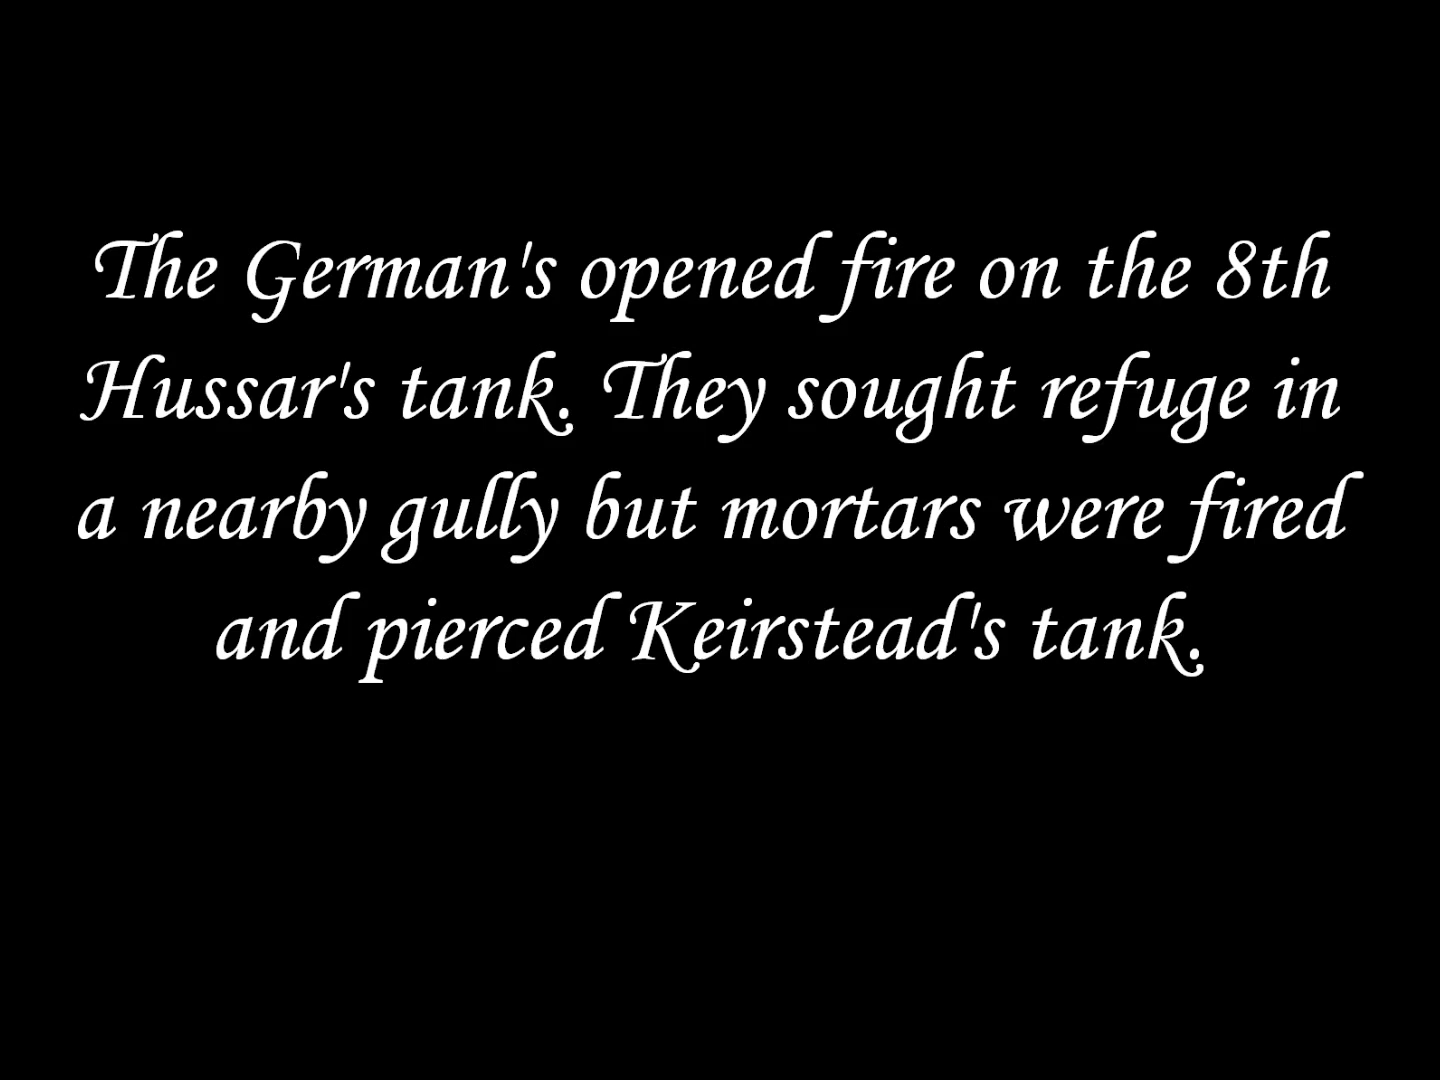 The German's opened fire on the 8th
Hussar's tank. They sought refuge in
a nearby gully but mortars were fired
and pierced Keirstead's tank.